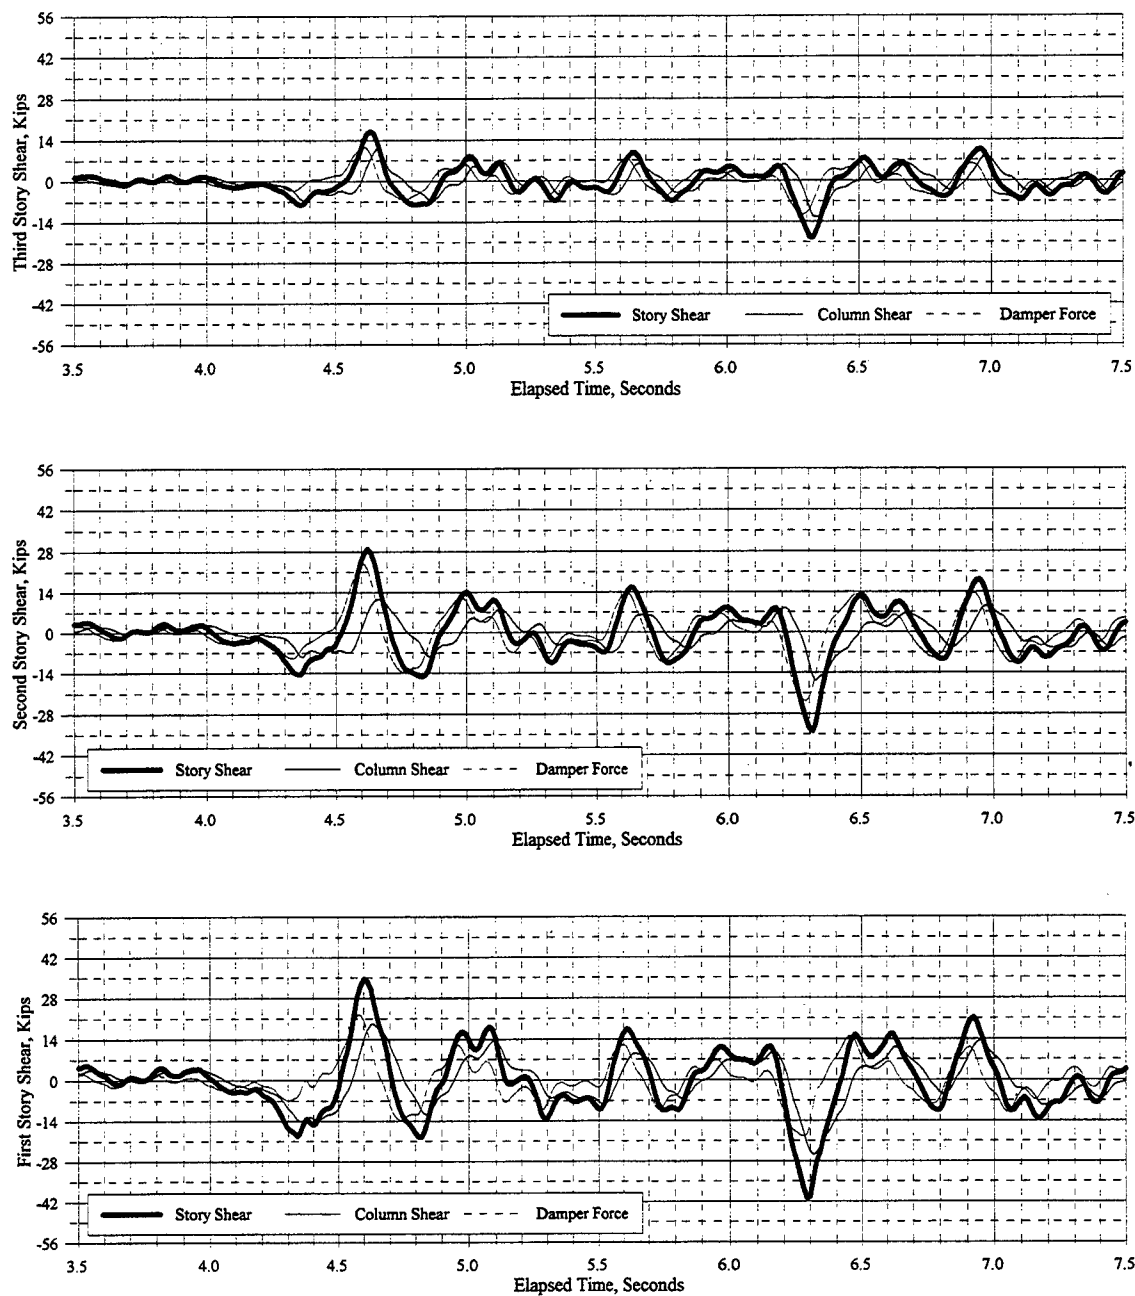 56
42
28
14
0
-14
-28
-42
-56
Third Story Shear, Kips
Story Shear Column Shear Damper Force
3.5 4.0 4.5 5.0 5.5 6.0 6.5 7.0 7.5
Elapsed Time, Seconds
56
42
28
14
0
-14
-28
-42
-56
Second Story Shear, Kips
Story Shear Column Shear Damper Force
3.5 4.0 4.5 5.0 5.5 6.0 6.5 7.0 7.5
Elapsed Time, Seconds
56
42
28
14
0
-14
-28
-42
-56
First Story Shear, Kips
Story Shear Column Shear Damper Force
3.5 4.0 4.5 5.0 5.5 6.0 6.5 7.0 7.5
Elapsed Time, Seconds